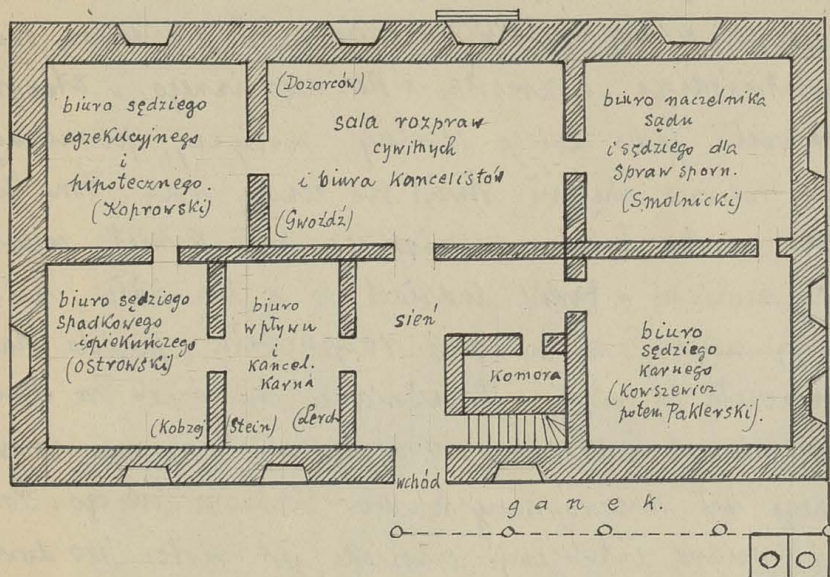 biuro sędziego
egzekucyjnego
i
hipotecznego.
(Koprowski)
(Dozorców)
sala rozpraw
cywilnych
i biura kancelistów
(Gwoźdź)
biuro naczelnika
sądu
i sędziego dla
spraw sporn.
(Smolnicki)
biuro sędziego
spadkowego
i opiekuńczego
(Ostrowski)
(Kobzej)
biuro
wpływu
i
kancel.
karna
(Stein)
(Lerch)
sień
komora
biuro
sędziego
karnego
(Kowszewicz
potem Paklerski).
wchód
ganek.